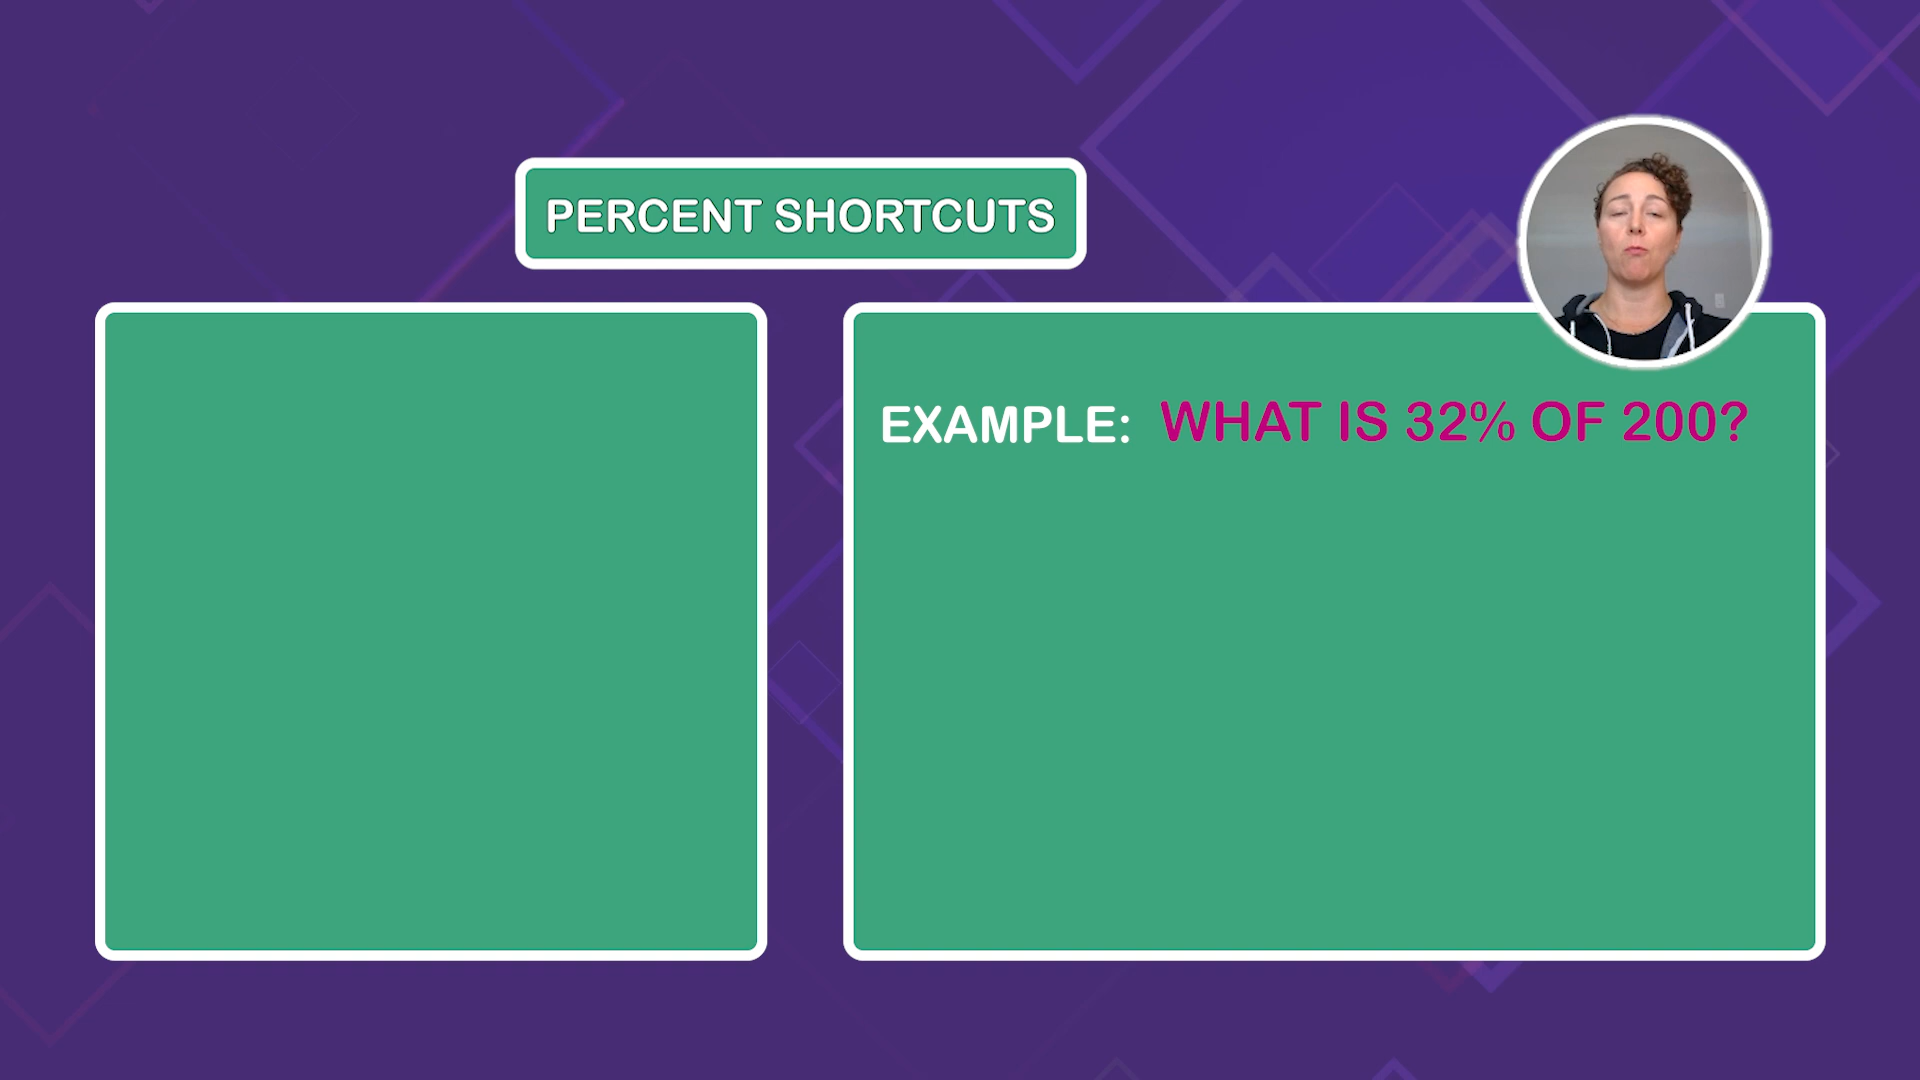 PERCENT SHORTCUTS
EXAMPLE: WHAT IS 32% OF 200?